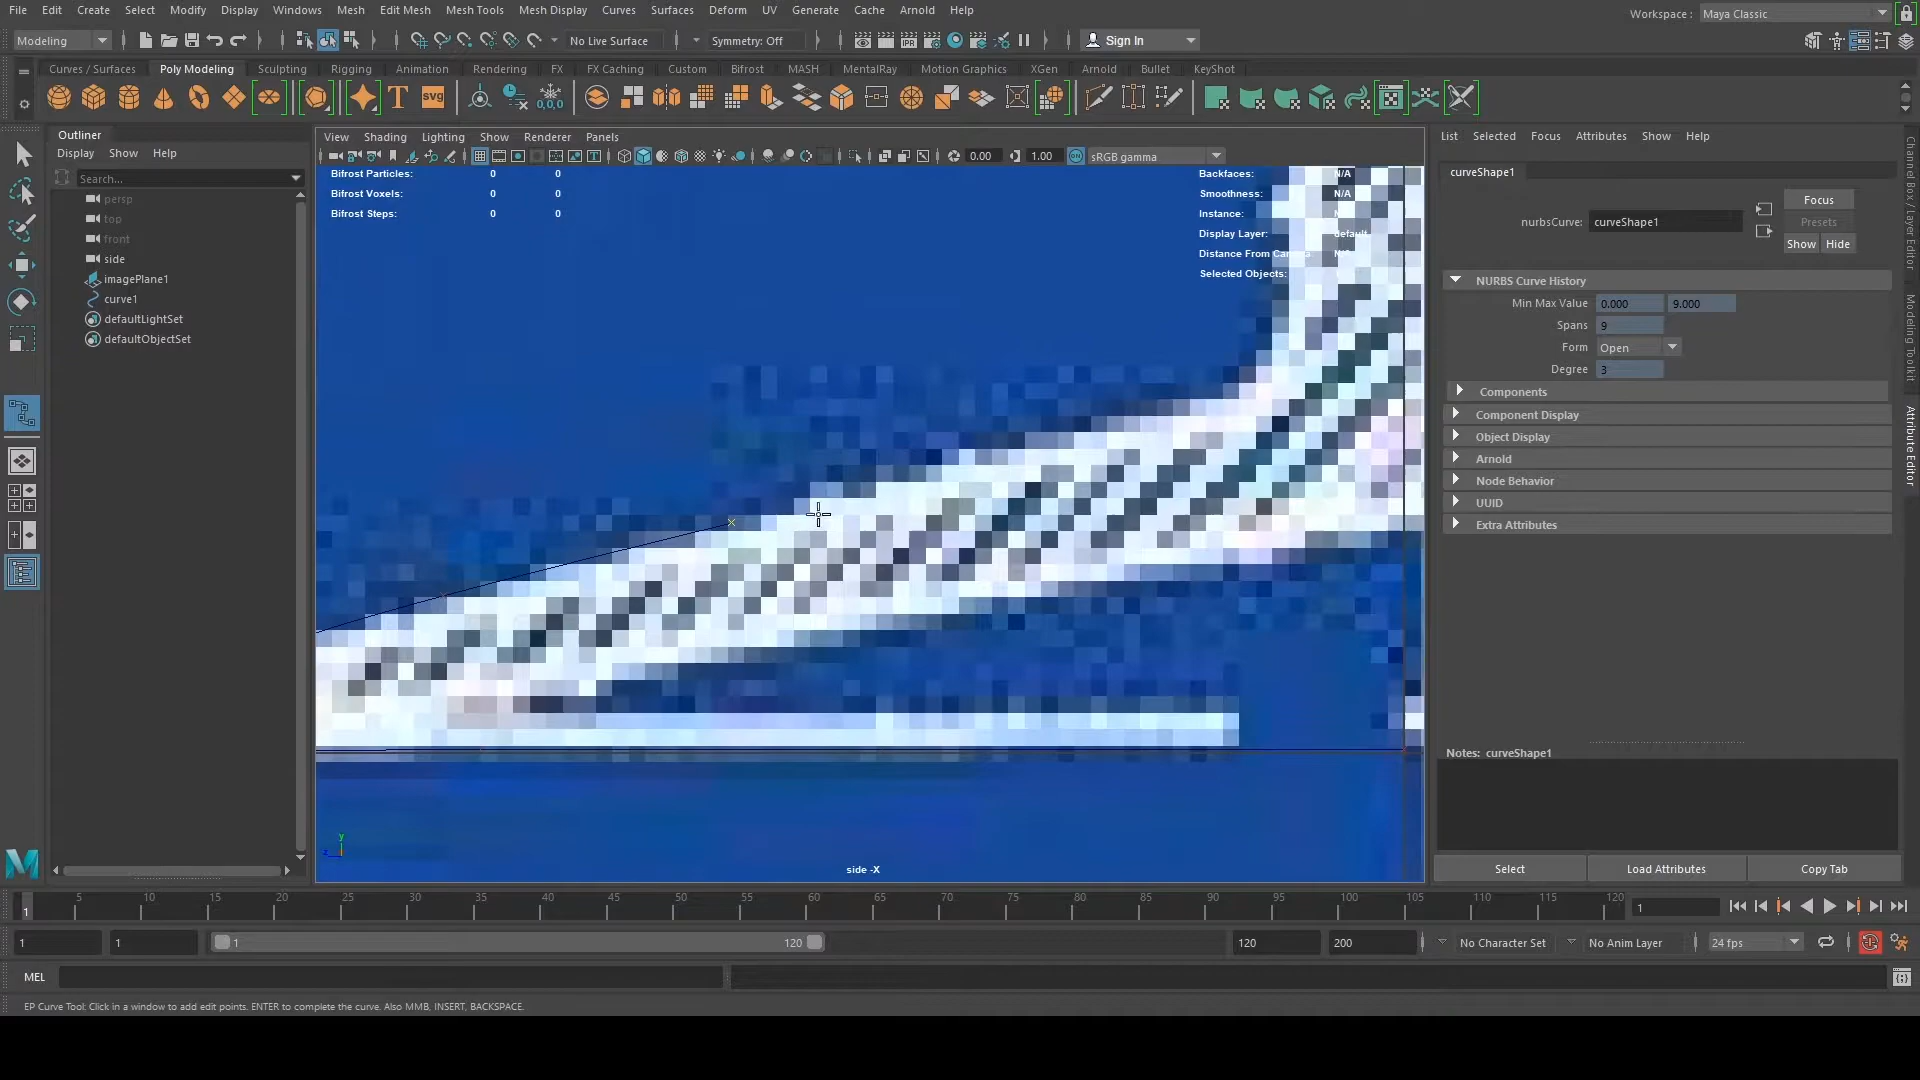 File Edit Create Select Modify Display Windows Mesh Edit Mesh Mesh Tools Mesh Display Curves Surfaces Deform UV Generate Cache Arnold Help
Workspace : Maya Classic
Modeling No Live Surface Symmetry: Off Sign In
Curves / Surfaces Poly Modeling Sculpting Rigging Animation Rendering FX FX Caching Custom Bifrost MASH MentalRay Motion Graphics XGen Arnold Bullet KeyShot
Outliner
Display Show Help
Search...
persp
top
front
side
imagePlane1
curve1
defaultLightSet
defaultObjectSet
View Shading Lighting Show Renderer Panels
0.00 1.00 sRGB gamma
Bifrost Particles: 0 0
Bifrost Voxels: 0 0
Bifrost Steps: 0 0
Backfaces: N/A
Smoothness: N/A
Instance:
Display Layer: default
Distance From Camera
Selected Objects:
side -X
List Selected Focus Attributes Show Help
curveShape1
nurbsCurve: curveShape1
Focus
Presets
Show Hide
NURBS Curve History
Min Max Value 0.000 9.000
Spans 9
Form Open
Degree 3
Components
Component Display
Object Display
Arnold
Node Behavior
UUID
Extra Attributes
Notes: curveShape1
Select Load Attributes Copy Tab
Channel Box / Layer Editor
Modeling Toolkit
Attribute Editor
1 5 10 15 20 25 30 35 40 45 50 55 60 65 70 75 80 85 90 95 100 105 110 115 120 1
1 1 1 120 120 200 No Character Set No Anim Layer 24 fps
MEL
EP Curve Tool: Click in a window to add edit points. ENTER to complete the curve. Also MMB, INSERT, BACKSPACE.